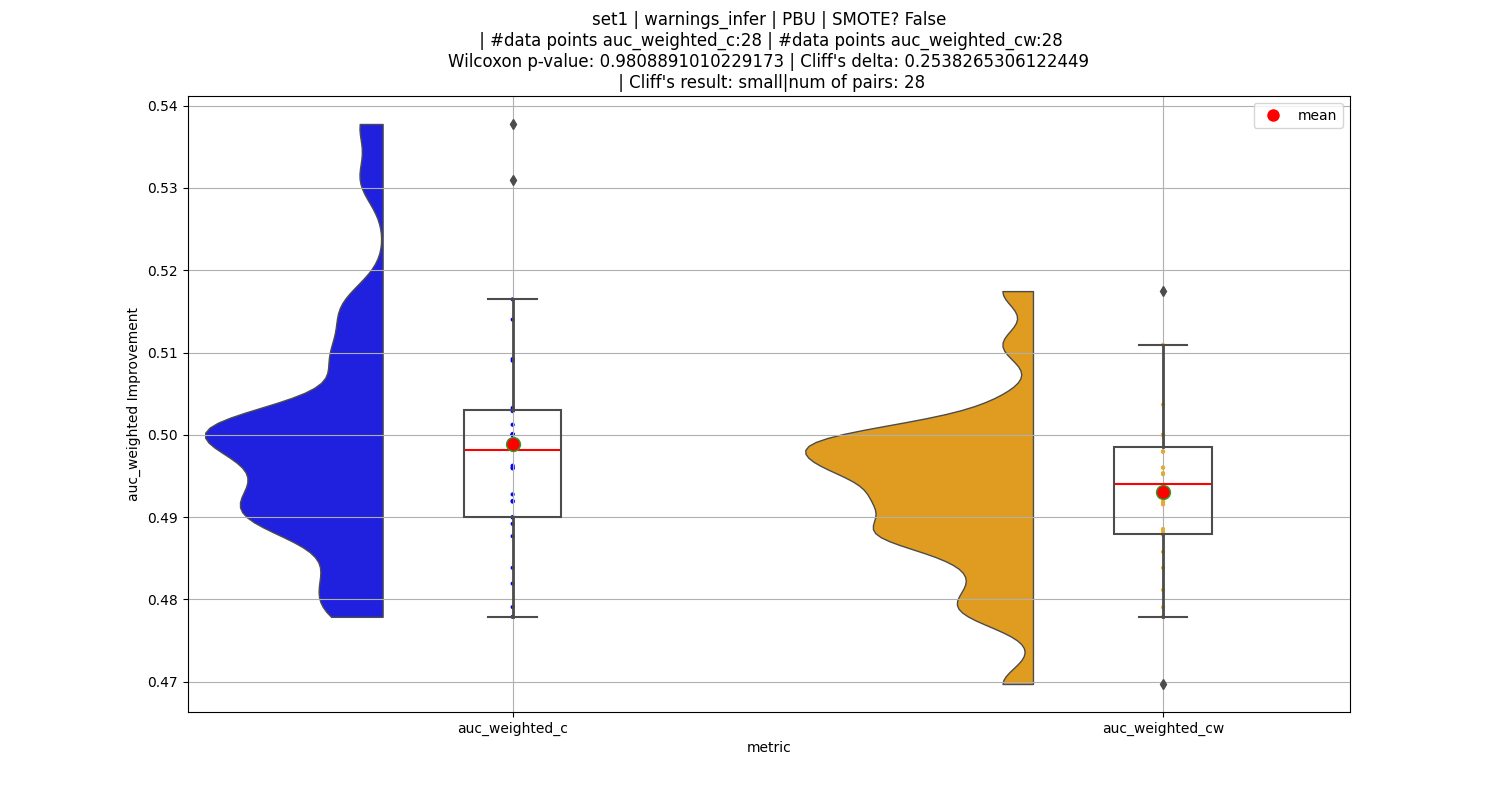 set1 | warnings_infer | PBU | SMOTE? False
| #data points auc_weighted_c:28 | #data points auc_weighted_cw:28
Wilcoxon p-value: 0.9808891010229173 | Cliff's delta: 0.2538265306122449
| Cliff's result: small|num of pairs: 28
mean
0.54
0.53
0.52
0.51
0.50
0.49
0.48
0.47
auc_weighted Improvement
auc_weighted_c
auc_weighted_cw
metric